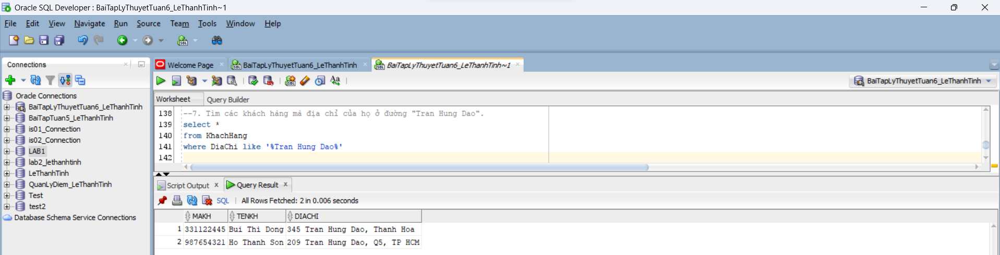 Oracle SQL Developer : BaiTapLyThuyetTuan6_LeThanhTinh~1
File Edit View Navigate Run Source Team Tools Window Help
Connections
Oracle Connections
BaiTapLyThuyetTuan6_LeThanhTinh
BaiTapTuan5_LeThanhTinh
is01_Connection
is02_Connection
LAB1
lab2_lethanhtinh
LeThanhTinh
QuanLyDiem_LeThanhTinh
Test
test2
Database Schema Service Connections
Welcome Page BaiTapLyThuyetTuan6_LeThanhTinh BaiTapLyThuyetTuan6_LeThanhTinh~1
BaiTapLyThuyetTuan6_LeThanhTinh
Worksheet Query Builder
138 --7. Tìm các khách hàng mà địa chỉ của họ ở đường "Tran Hung Dao".
139 select *
140 from KhachHang
141 where DiaChi like '%Tran Hung Dao%'
142
Script Output x Query Result x
SQL | All Rows Fetched: 2 in 0.006 seconds
MAKH TENKH DIACHI
1 331122445 Bui Thi Dong 345 Tran Hung Dao, Thanh Hoa
2 987654321 Ho Thanh Son 209 Tran Hung Dao, Q5, TP HCM